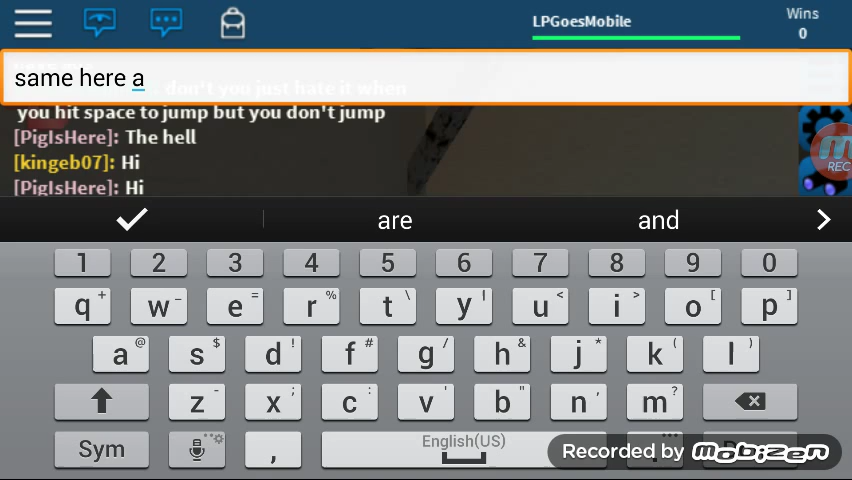 LPGoesMobile
Wins
0
same here a
don't you just hate it when
you hit space to jump but you don't jump
[PigIsHere]: The hell
[kingeb07]: Hi
[PigIsHere]: Hi
REC
are and
1 2 3 4 5 6 7 8 9 0
q + w - e = r % t \ y | u < i > o [ p ]
a @ s $ d ! f # g / h & j * k ( l )
z - x ; c : v ' b " n , m ?
Sym , English(US)
Recorded by mobizen